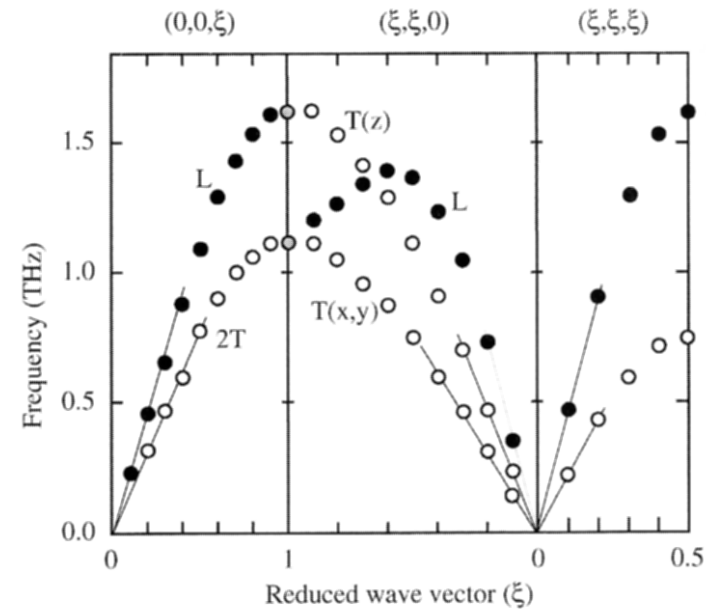 (0,0,ξ) (ξ,ξ,0) (ξ,ξ,ξ)
1.5
1.0
0.5
0.0
Frequency (THz)
L
2T
T(z)
L
T(x,y)
0 1 0 0.5
Reduced wave vector (ξ)